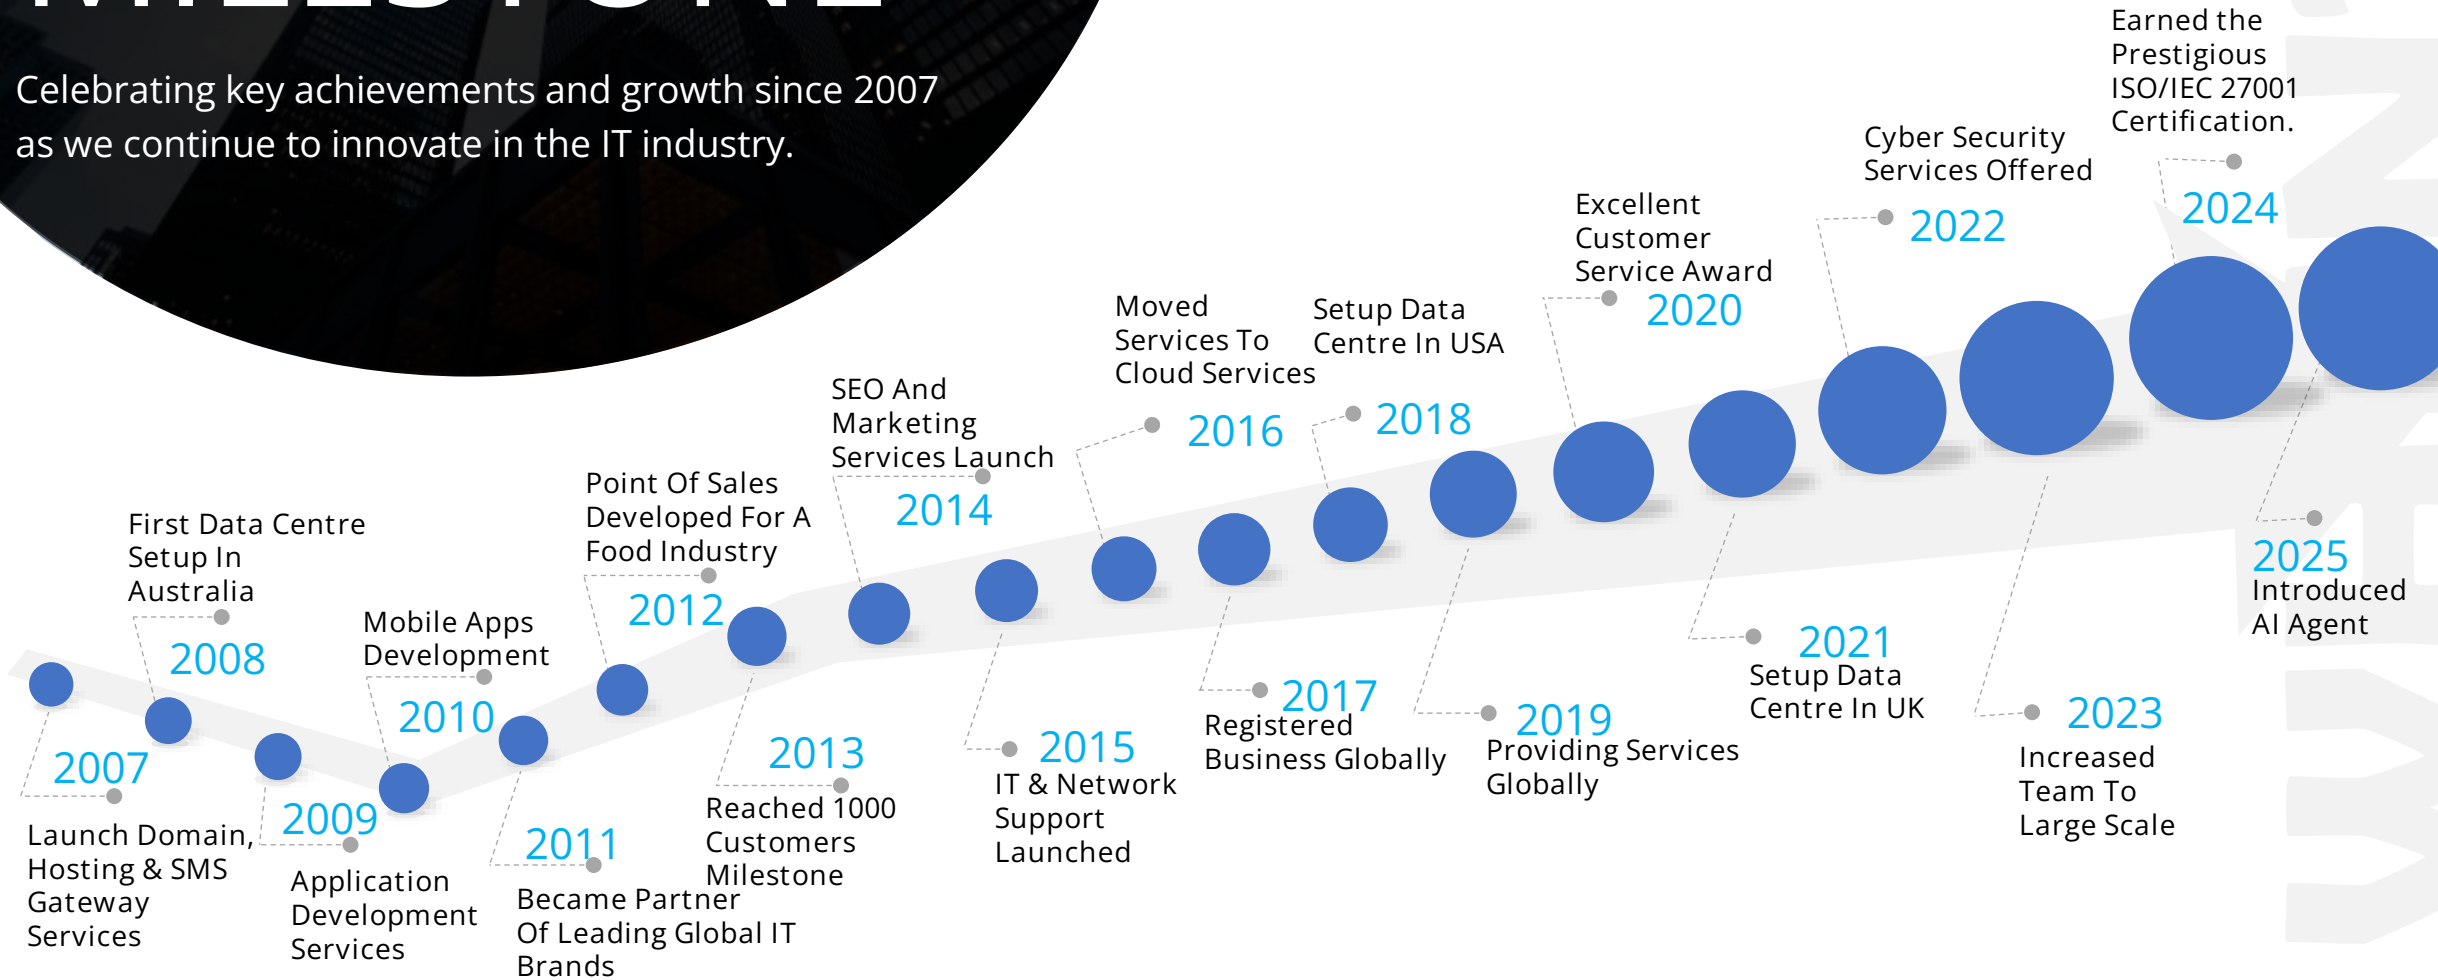 MILESTONE
Celebrating key achievements and growth since 2007
as we continue to innovate in the IT industry.
2007
Launch Domain,
Hosting & SMS
Gateway
Services
First Data Centre
Setup In
Australia
2008
2009
Application
Development
Services
Mobile Apps
Development
2010
2011
Became Partner
Of Leading Global IT
Brands
Point Of Sales
Developed For A
Food Industry
2012
2013
Reached 1000
Customers
Milestone
SEO And
Marketing
Services Launch
2014
2015
IT & Network
Support
Launched
Moved
Services To
Cloud Services
2016
2017
Registered
Business Globally
Setup Data
Centre In USA
2018
2019
Providing Services
Globally
Excellent
Customer
Service Award
2020
2021
Setup Data
Centre In UK
Cyber Security
Services Offered
2022
2023
Increased
Team To
Large Scale
Earned the
Prestigious
ISO/IEC 27001
Certification.
2024
2025
Introduced
AI Agent